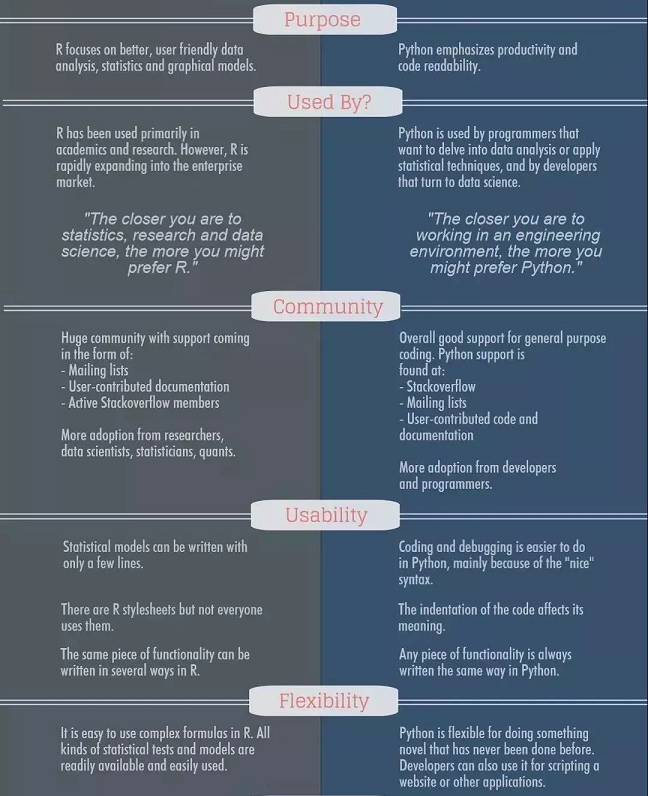 Purpose
R focuses on better, user friendly data
analysis, statistics and graphical models.
Python emphasizes productivity and
code readability.
Used By?
R has been used primarily in
academics and research. However, R is
rapidly expanding into the enterprise
market.
"The closer you are to
statistics, research and data
science, the more you might
prefer R."
Python is used by programmers that
want to delve into data analysis or apply
statistical techniques, and by developers
that turn to data science.
"The closer you are to
working in an engineering
environment, the more you
might prefer Python."
Community
Huge community with support coming
in the form of:
- Mailing lists
- User-contributed documentation
- Active Stackoverflow members
More adoption from researchers,
data scientists, statisticians, quants.
Overall good support for general purpose
coding. Python support is
found at:
- Stackoverflow
- Mailing lists
- User-contributed code and
documentation
More adoption from developers
and programmers.
Usability
Statistical models can be written with
only a few lines.
There are R stylesheets but not everyone
uses them.
The same piece of functionality can be
written in several ways in R.
Coding and debugging is easier to do
in Python, mainly because of the "nice"
syntax.
The indentation of the code affects its
meaning.
Any piece of functionality is always
written the same way in Python.
Flexibility
It is easy to use complex formulas in R. All
kinds of statistical tests and models are
readily available and easily used.
Python is flexible for doing something
novel that has never been done before.
Developers can also use it for scripting a
website or other applications.